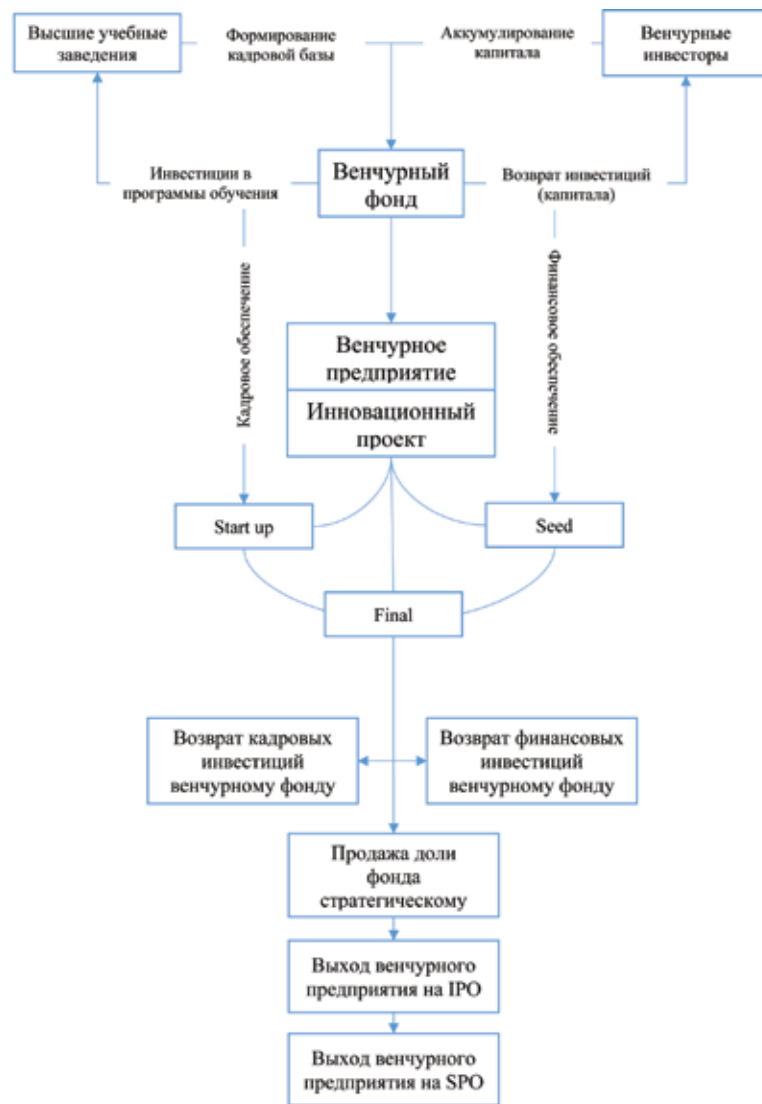 Высшие учебные
заведения
Формирование
кадровой базы
Аккумулирование
капитала
Венчурные
инвесторы
Инвестиции в
программы обучения
Венчурный
фонд
Возврат инвестиций
(капитала)
Кадровое обеспечение
Финансовое обеспечение
Венчурное
предприятие
Инновационный
проект
Start up
Seed
Final
Возврат кадровых
инвестиций
венчурному фонду
Возврат финансовых
инвестиций
венчурному фонду
Продажа доли
фонда
стратегическому
Выход венчурного
предприятия на IPO
Выход венчурного
предприятия на SPO